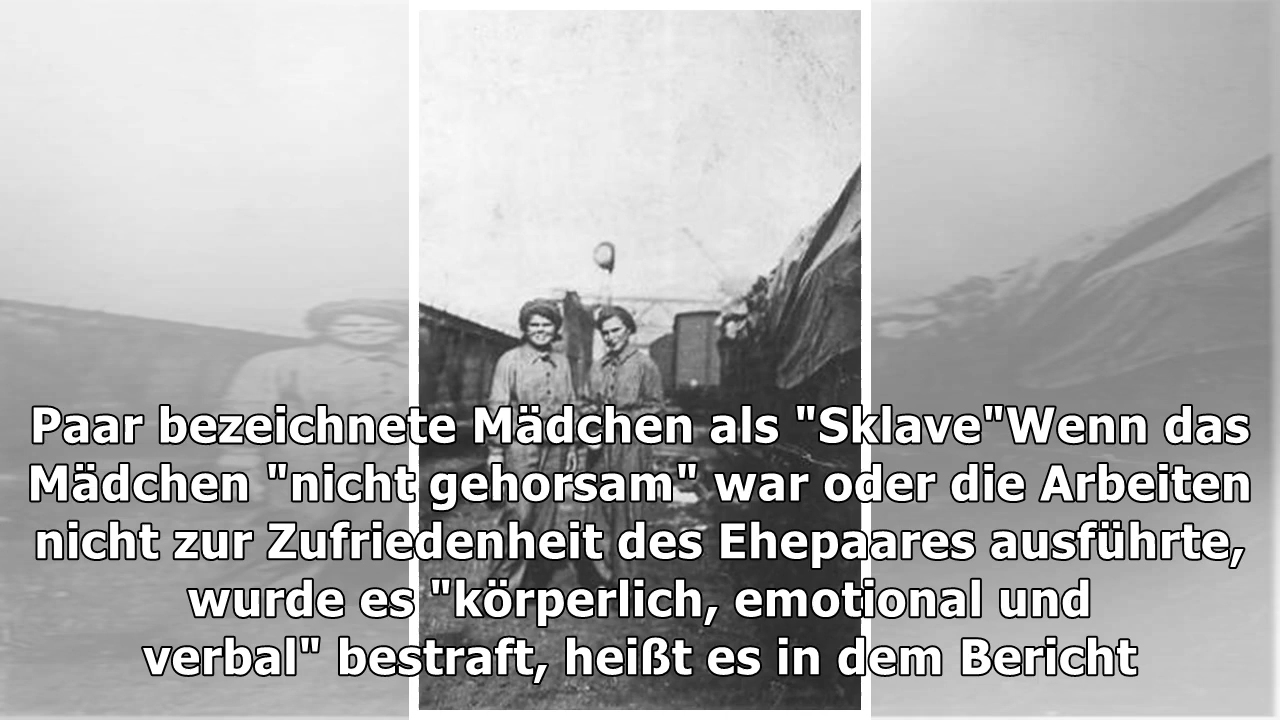 Paar bezeichnete Mädchen als "Sklave"Wenn das
Mädchen "nicht gehorsam" war oder die Arbeiten
nicht zur Zufriedenheit des Ehepaares ausführte,
wurde es "körperlich, emotional und
verbal" bestraft, heißt es in dem Bericht